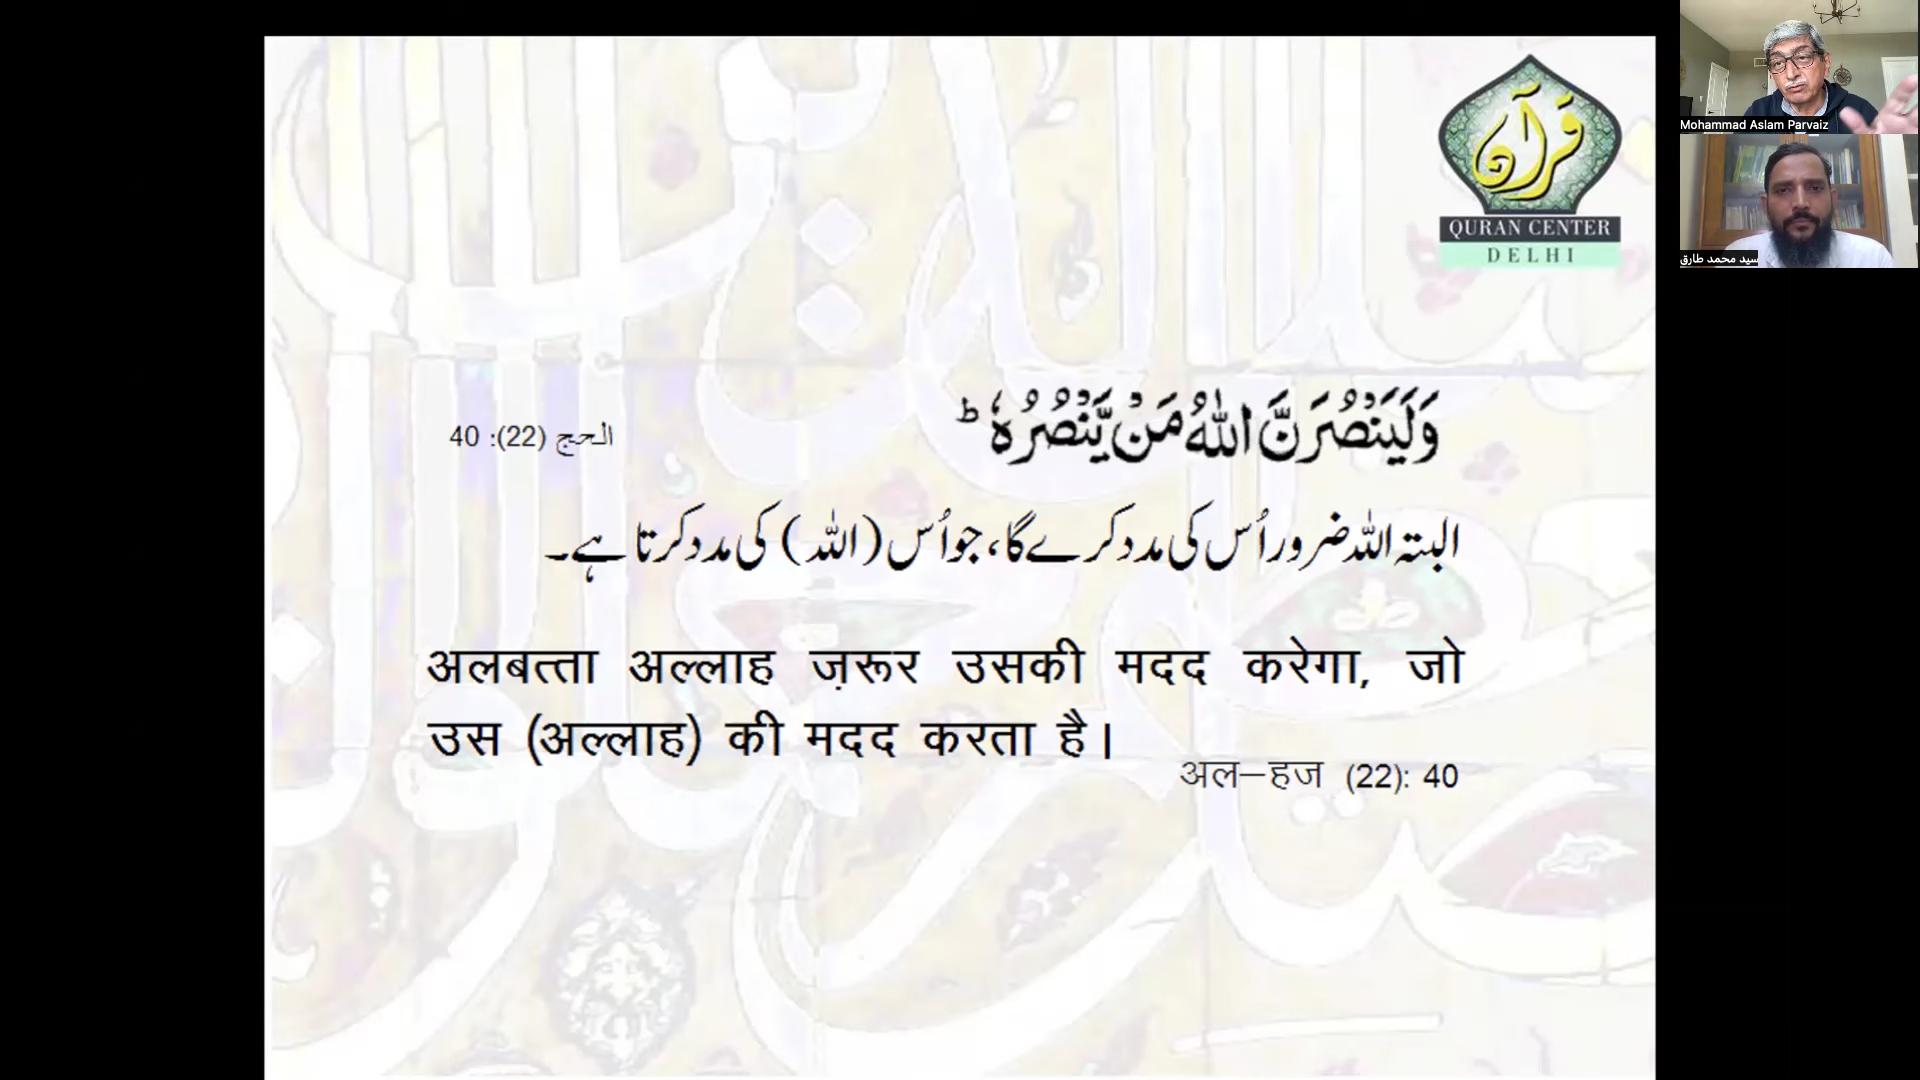 قرآن
QURAN CENTER
DELHI
Mohammad Aslam Parvaiz
سید محمد طارق
وَلَيَنْصُرَنَّ اللّٰهُ مَنْ يَّنْصُرُهٗ ؕ
الحج (22): 40
البتہ اللہ ضرور اُس کی مدد کرے گا، جو اُس (اللہ) کی مدد کرتا ہے۔
अलबत्ता अल्लाह ज़रूर उसकी मदद करेगा, जो
उस (अल्लाह) की मदद करता है।
अल–हज (22): 40